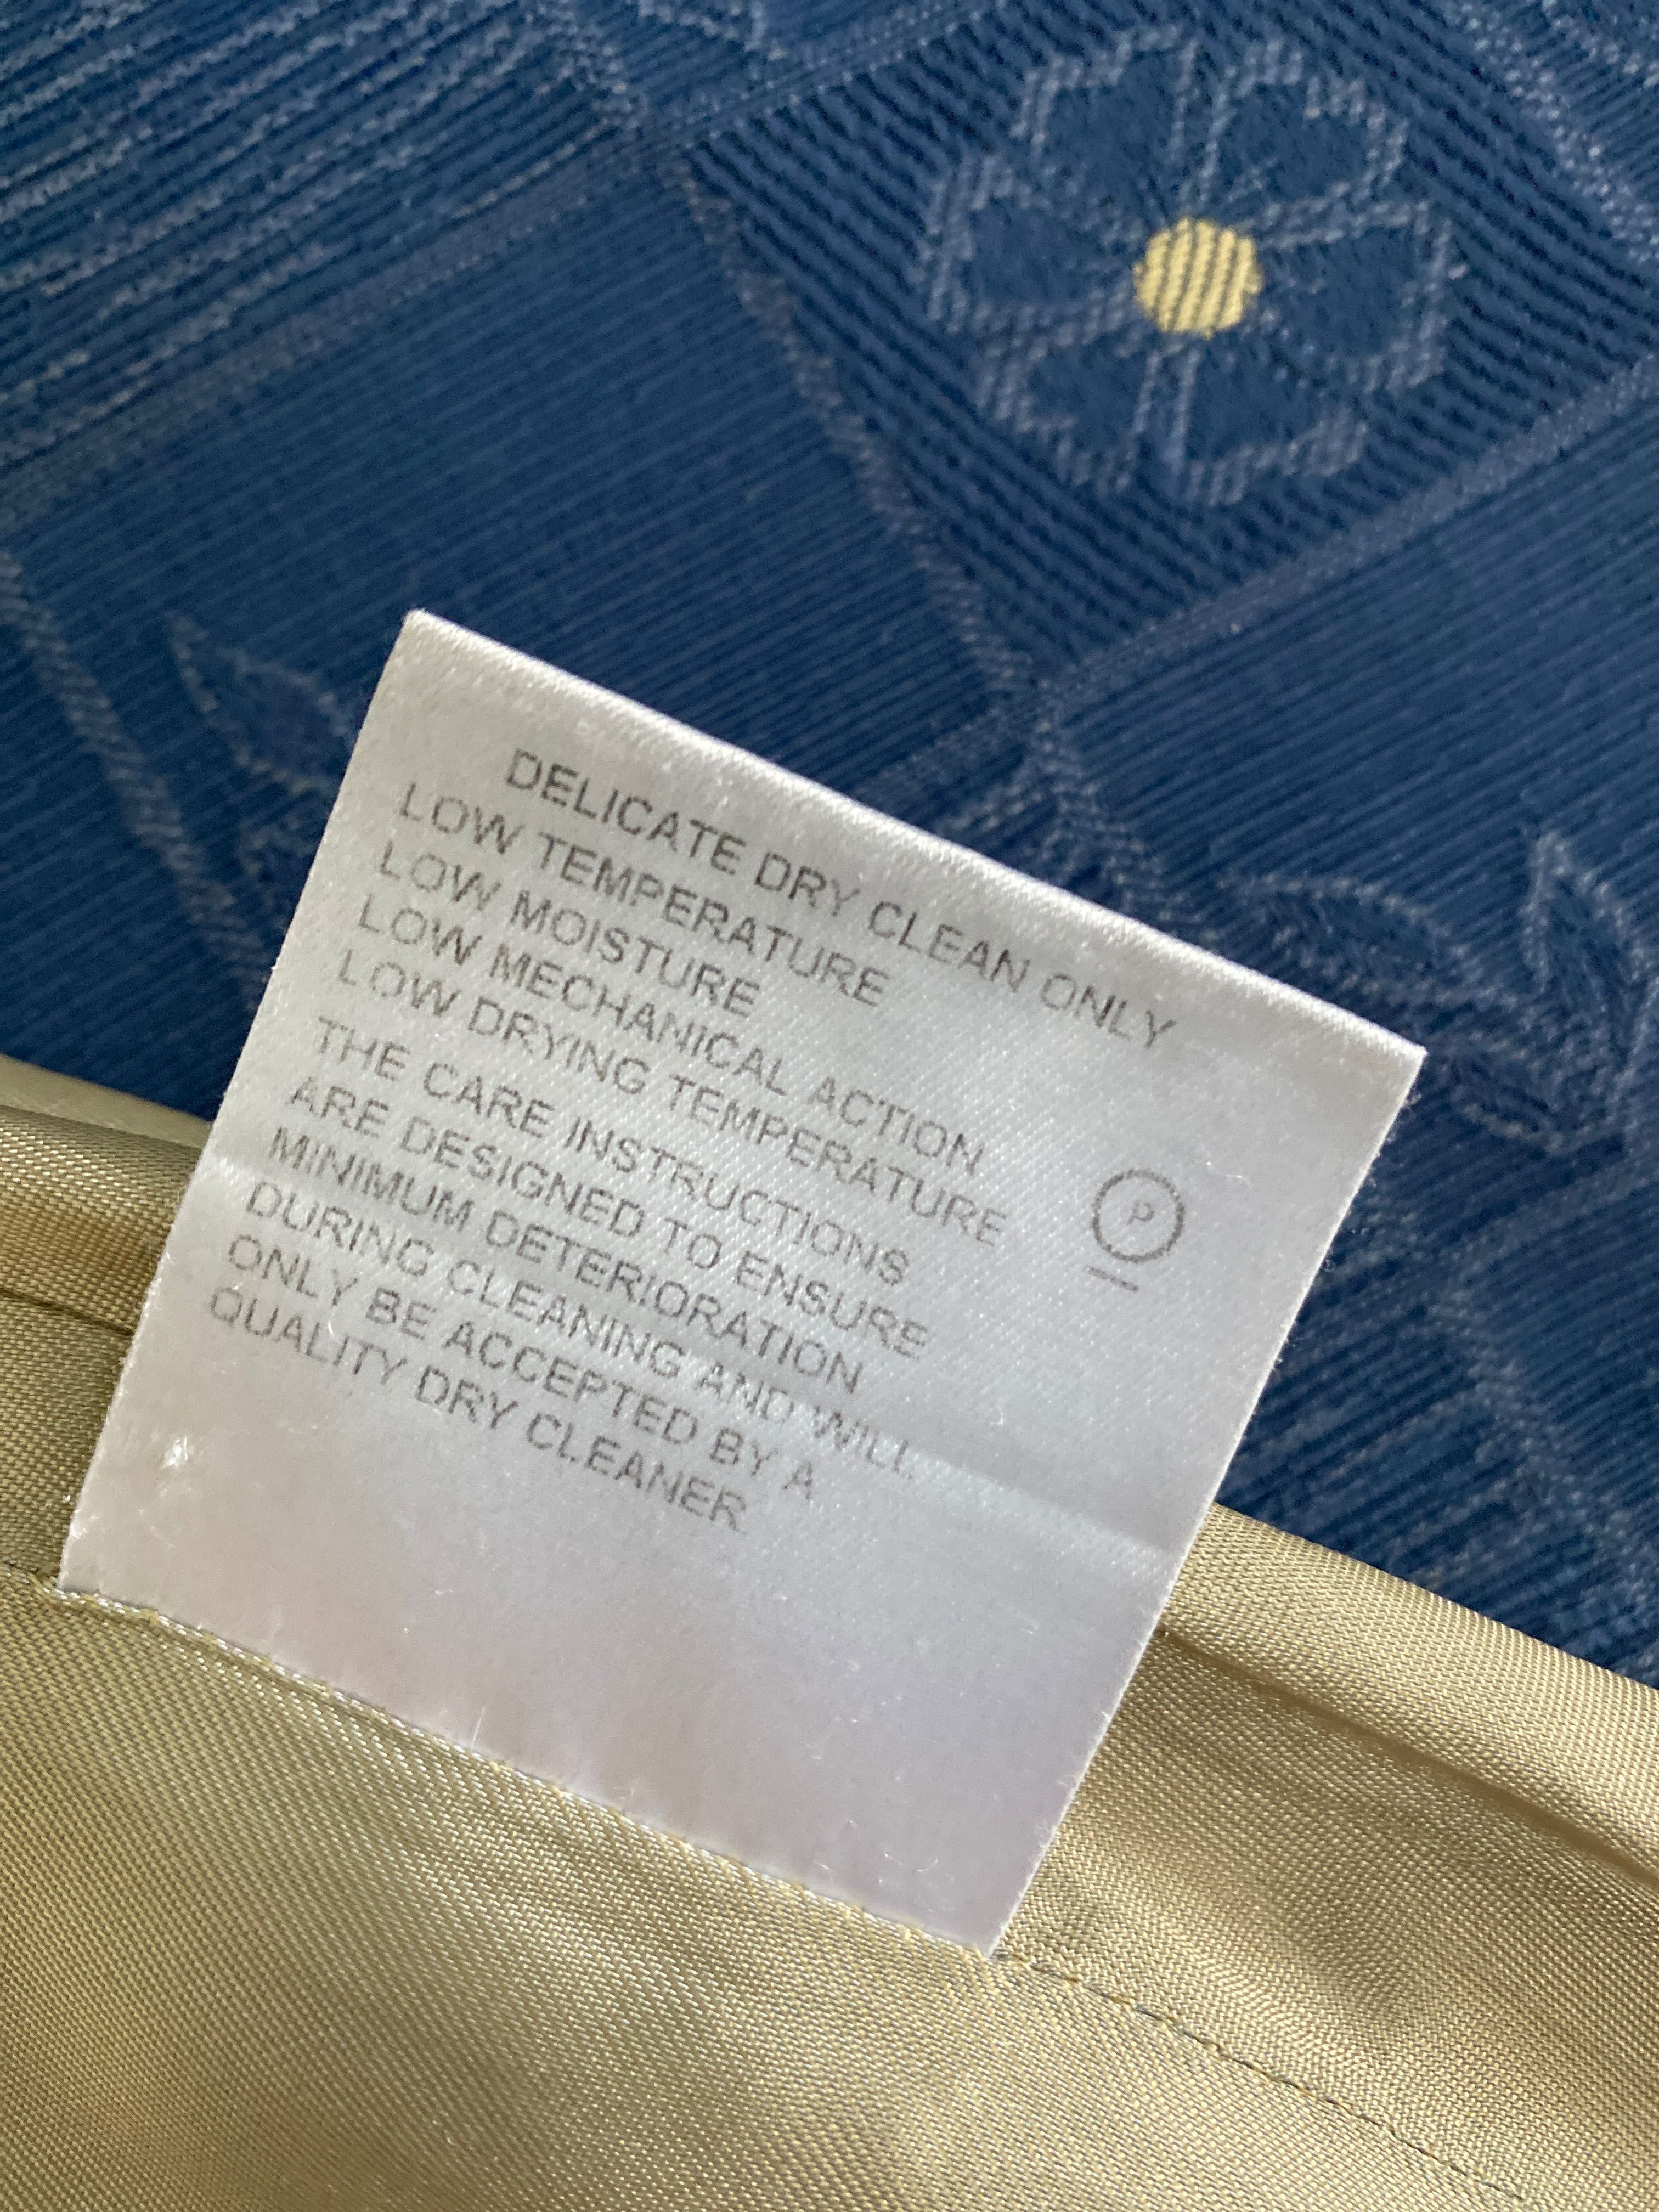 DELICATE DRY CLEAN ONLY
LOW TEMPERATURE
LOW MOISTURE
LOW MECHANICAL ACTION
LOW DRYING TEMPERATURE
THE CARE INSTRUCTIONS
ARE DESIGNED TO ENSURE
MINIMUM DETERIORATION
DURING CLEANING AND WILL
ONLY BE ACCEPTED BY A
QUALITY DRY CLEANER
P